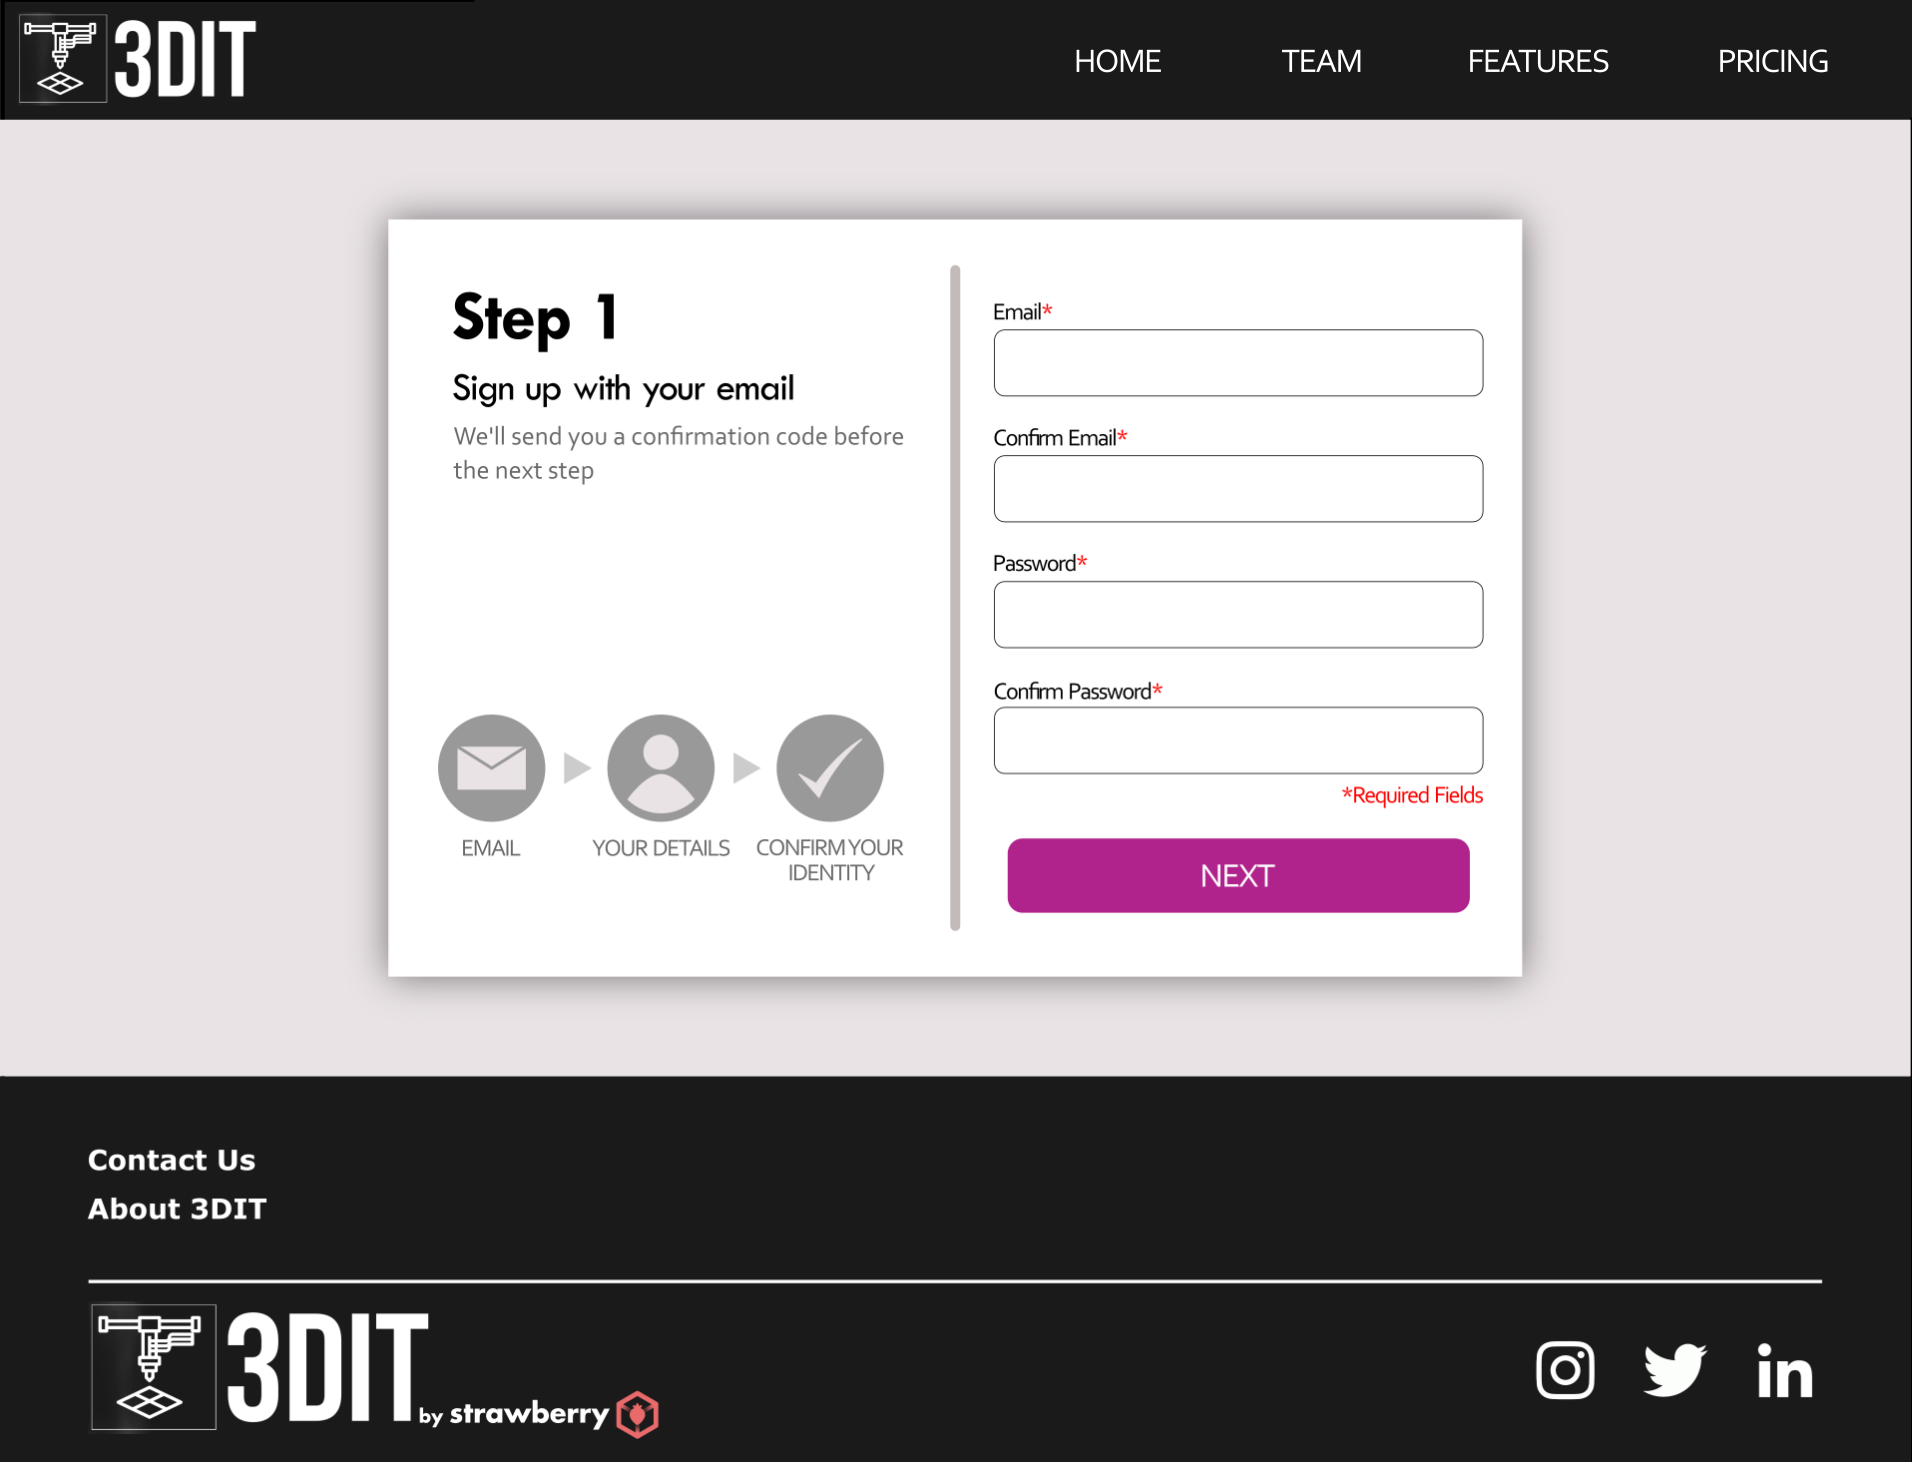 3DIT
HOME
TEAM
FEATURES
PRICING
Step 1
Sign up with your email
We'll send you a confirmation code before
the next step
EMAIL
YOUR DETAILS
CONFIRM YOUR
IDENTITY
Email*
Confirm Email*
Password*
Confirm Password*
*Required Fields
NEXT
Contact Us
About 3DIT
3DIT
by strawberry
in